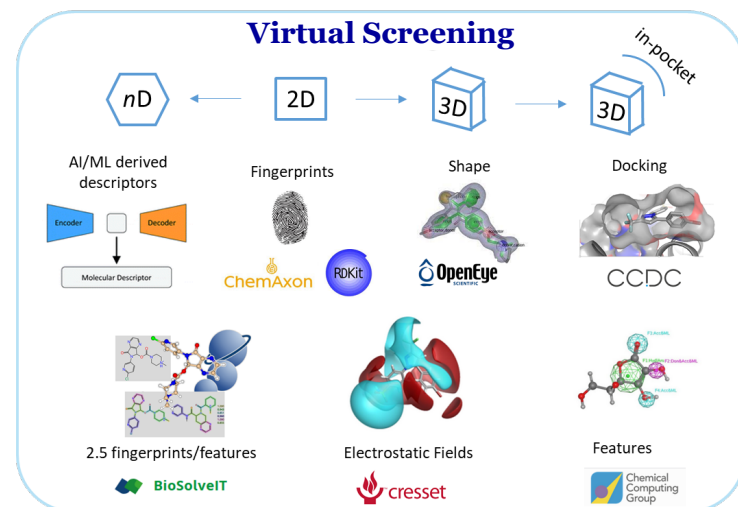 Virtual Screening
in-pocket
nD
2D
3D
3D
AI/ML derived
descriptors
Fingerprints
Shape
Docking
Encoder
Decoder
Molecular Descriptor
ChemAxon
RDKit
OpenEye
SCIENTIFIC
CCDC
2.5 fingerprints/features
Electrostatic Fields
Features
BioSolveIT
cresset
Chemical
Computing
Group